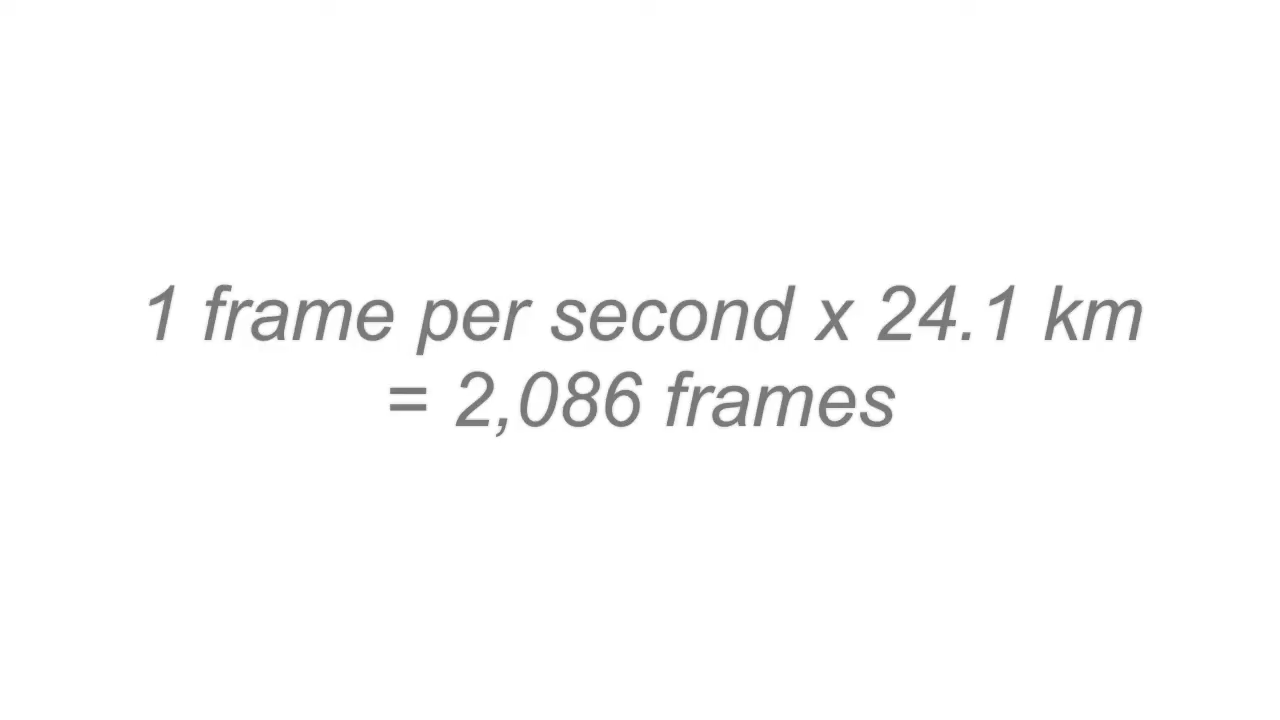 1 frame per second x 24.1 km
= 2,086 frames